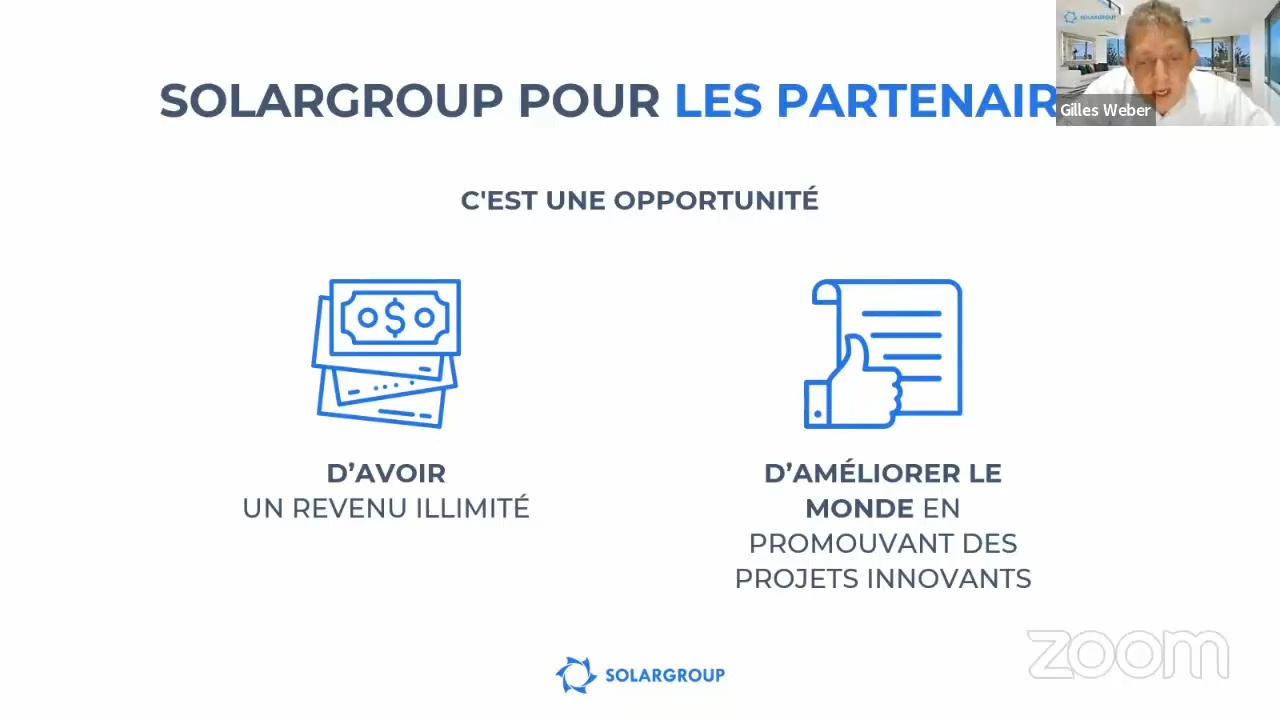 SOLARGROUP
SOLARGROUP POUR LES PARTENAIR
Gilles Weber
C'EST UNE OPPORTUNITÉ
D’AVOIR
UN REVENU ILLIMITÉ
D’AMÉLIORER LE
MONDE EN
PROMOUVANT DES
PROJETS INNOVANTS
SOLARGROUP
zoom